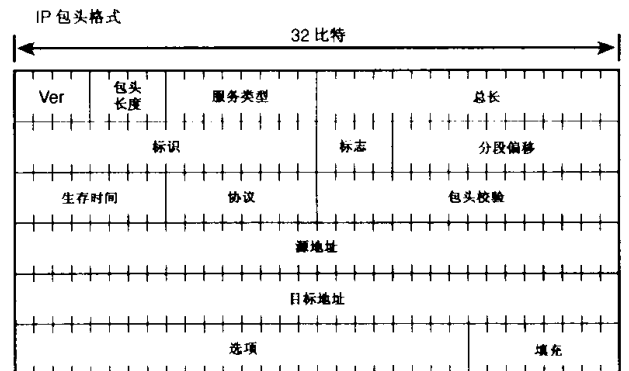 IP 包头格式
32 比特
Ver
包头
长度
服务类型
总长
标识
标志
分段偏移
生存时间
协议
包头校验
源地址
目标地址
选项
填充